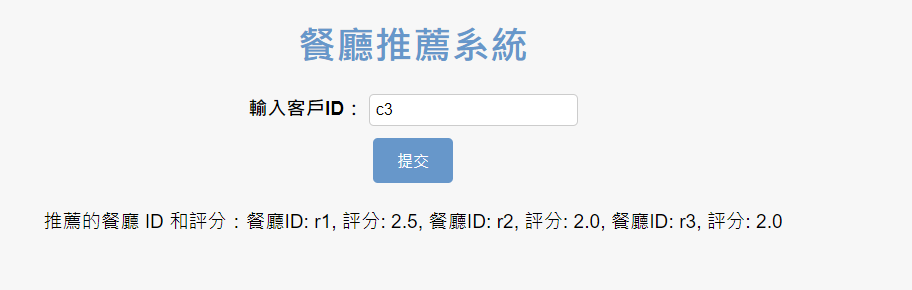 餐廳推薦系統
輸入客戶ID：
c3
提交
推薦的餐廳 ID 和評分：餐廳ID: r1, 評分: 2.5, 餐廳ID: r2, 評分: 2.0, 餐廳ID: r3, 評分: 2.0